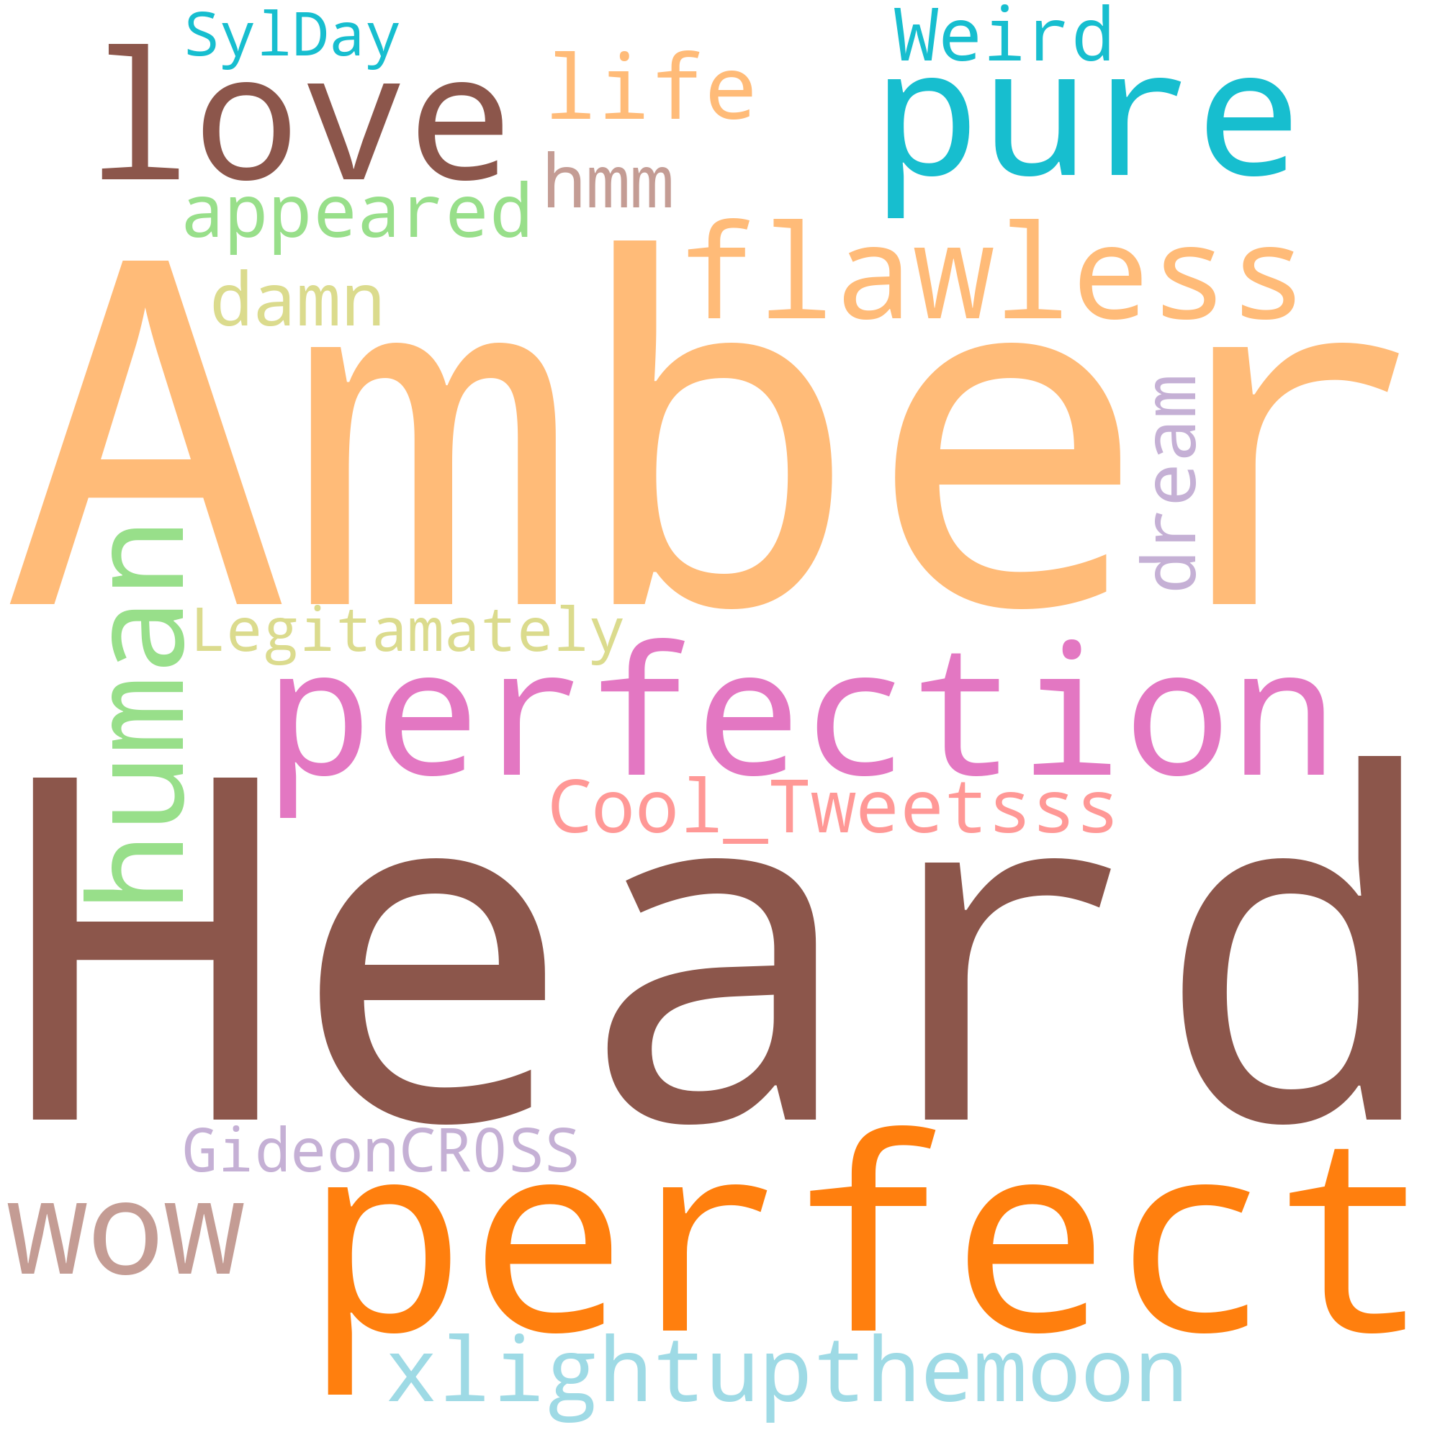 SylDay
Weird
love
life
pure
hmm
appeared
flawless
damn
Amber
dream
human
Legitamately
perfection
Cool_Tweetsss
Heard
GideonCROSS
wow
perfect
xlightupthemoon